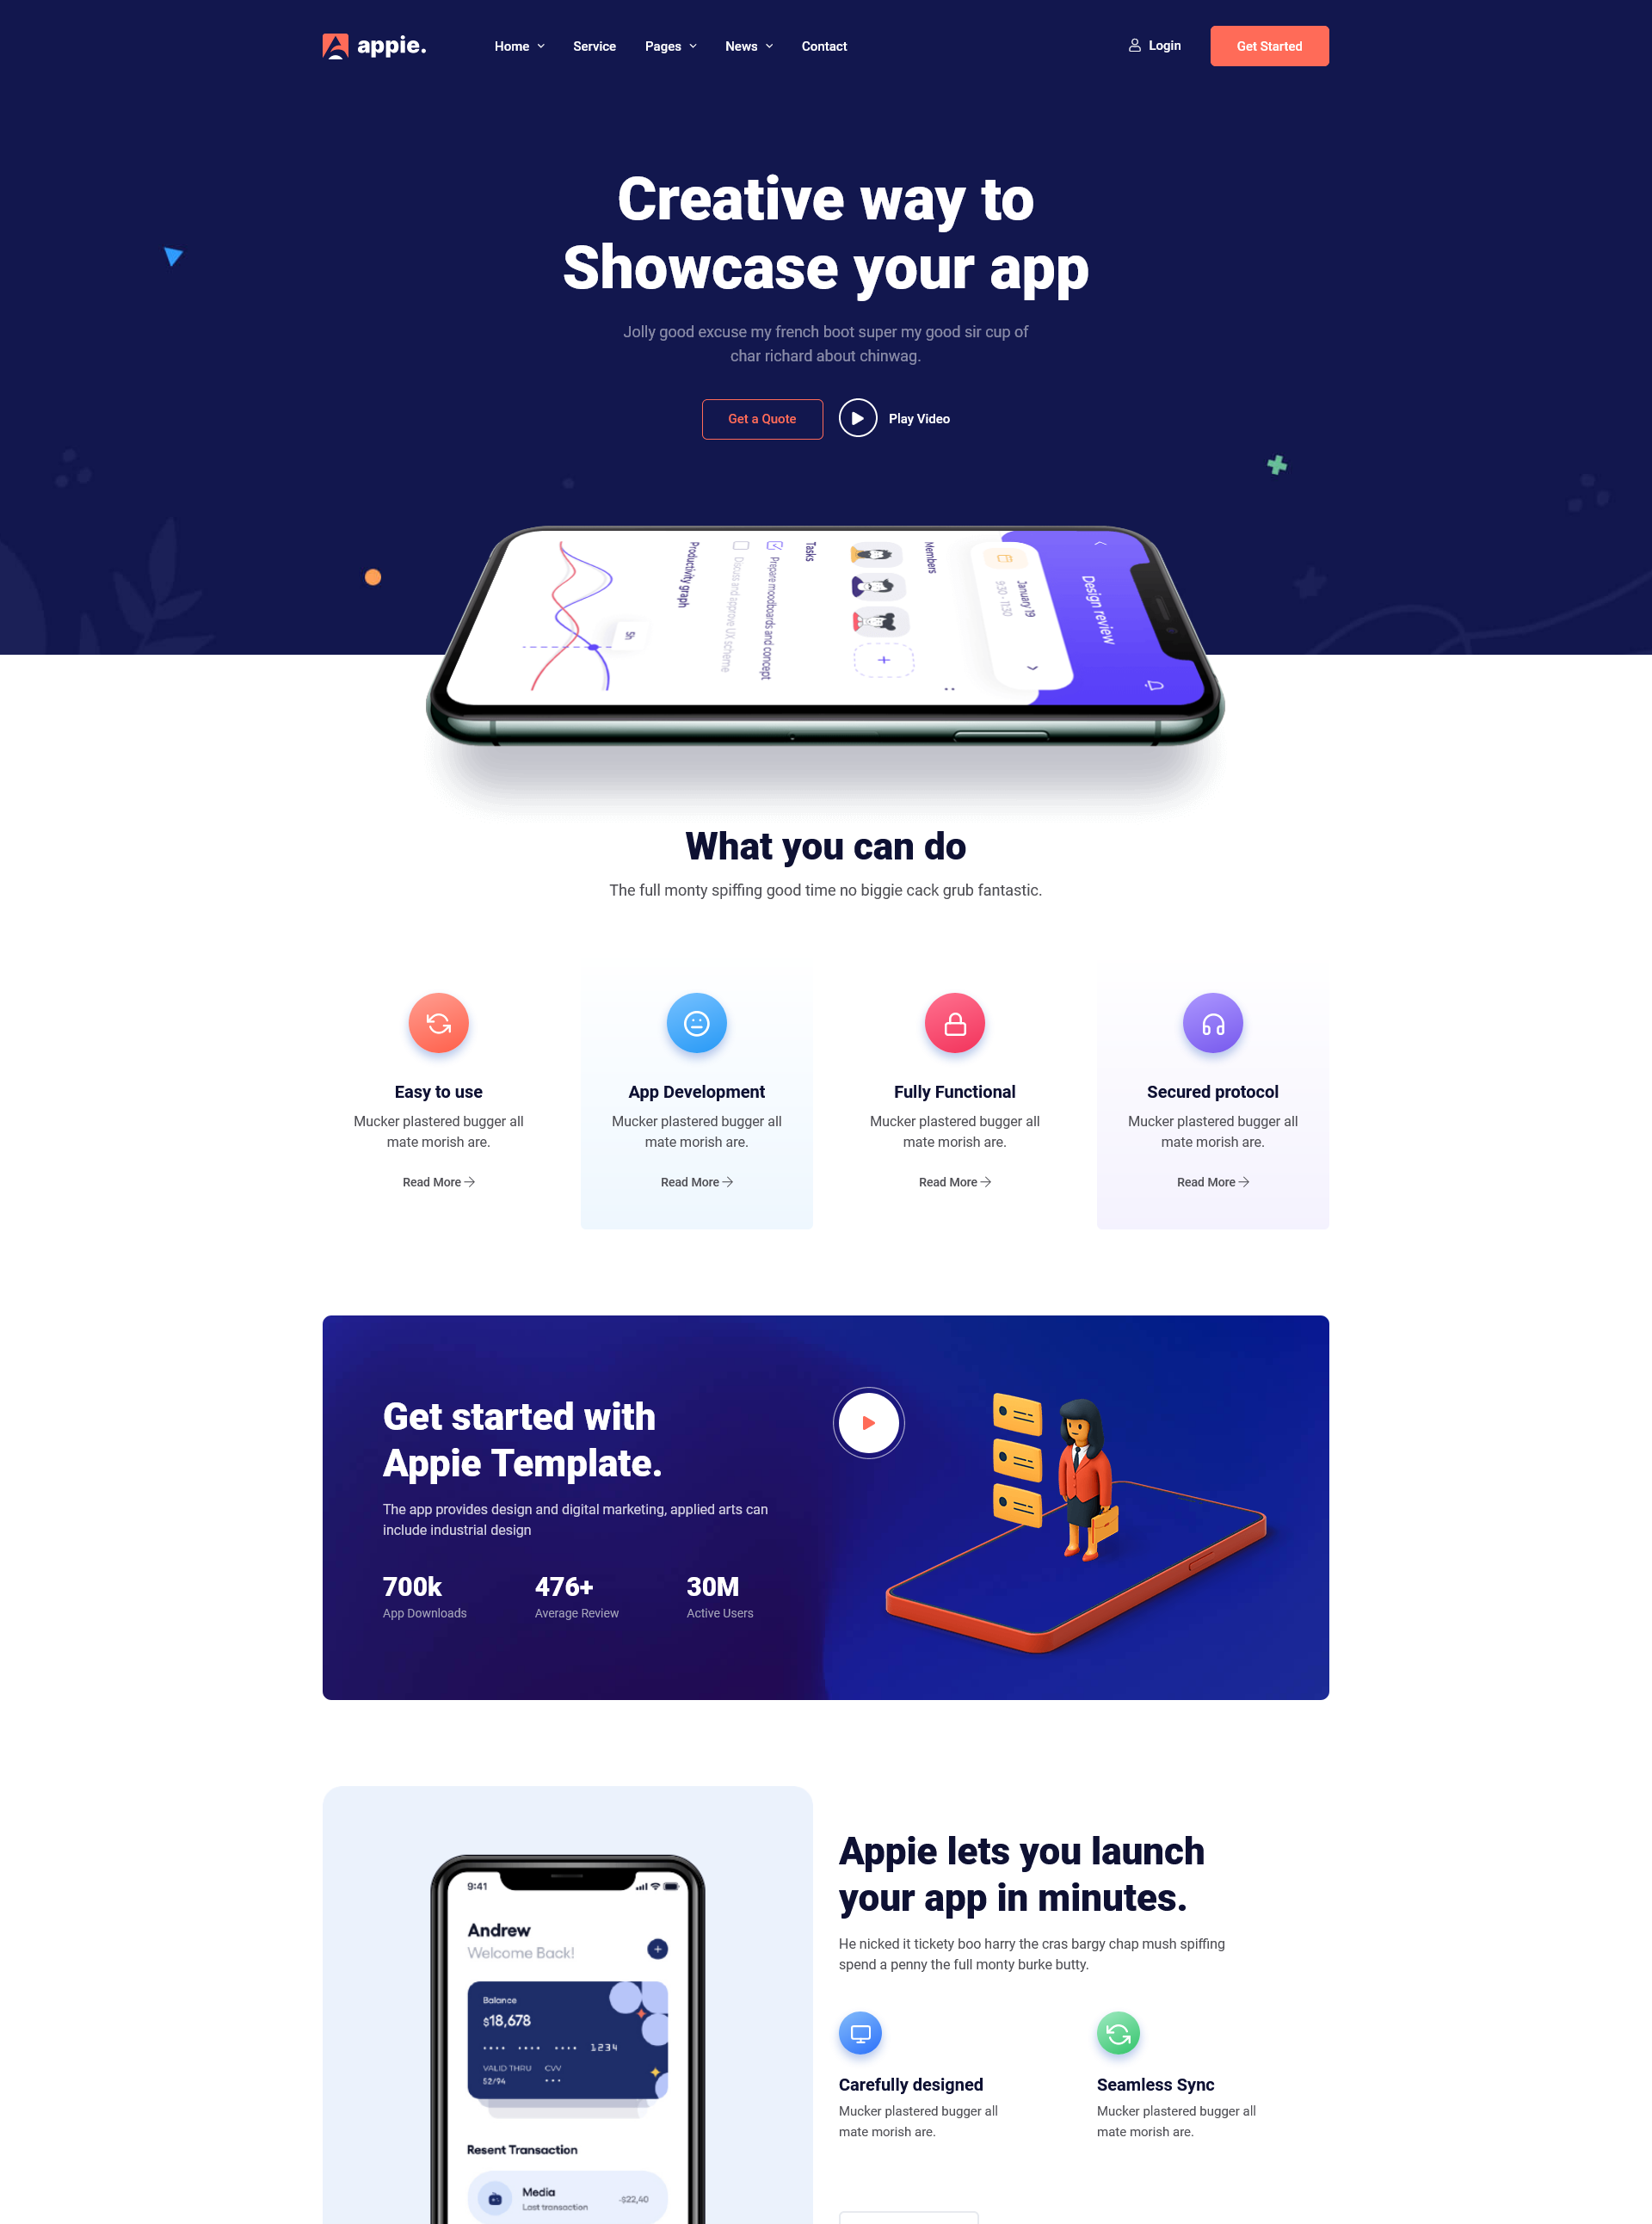 appie.
Home
Service
Pages
News
Contact
Login
Get Started
Creative way to
Showcase your app
Jolly good excuse my french boot super my good sir cup of
char richard about chinwag.
Get a Quote
Play Video
Design review
January 19
9:30 - 11:30
Members
Tasks
Prepare moodboards and concept
Discuss and approve UX scheme
Productivity graph
5h
What you can do
The full monty spiffing good time no biggie cack grub fantastic.
Easy to use
Mucker plastered bugger all
mate morish are.
Read More
App Development
Mucker plastered bugger all
mate morish are.
Read More
Fully Functional
Mucker plastered bugger all
mate morish are.
Read More
Secured protocol
Mucker plastered bugger all
mate morish are.
Read More
Get started with
Appie Template.
The app provides design and digital marketing, applied arts can
include industrial design
700k
App Downloads
476+
Average Review
30M
Active Users
9:41
Andrew
Welcome Back!
Balance
$18,678
1234
VALID THRU CVV
52/94
Resent Transaction
Media
Last transaction
-$22,40
Appie lets you launch
your app in minutes.
He nicked it tickety boo harry the cras bargy chap mush spiffing
spend a penny the full monty burke butty.
Carefully designed
Mucker plastered bugger all
mate morish are.
Seamless Sync
Mucker plastered bugger all
mate morish are.